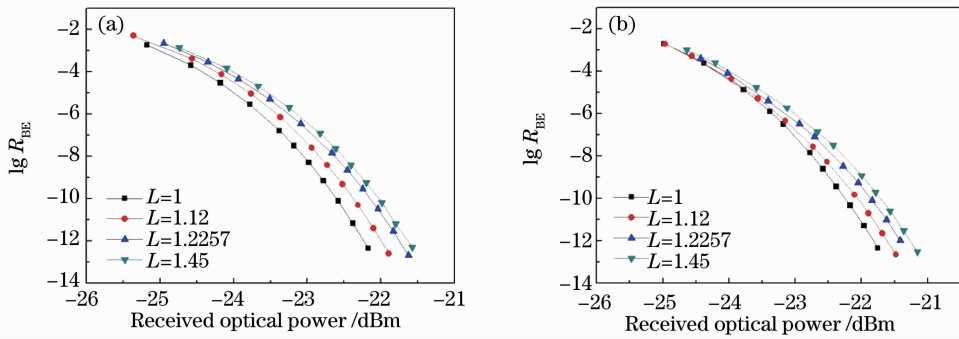 (a)
lg R_BE
−2
−4
−6
−8
−10
−12
−14
L=1
L=1.12
L=1.2257
L=1.45
−26 −25 −24 −23 −22 −21
Received optical power /dBm
(b)
lg R_BE
−2
−4
−6
−8
−10
−12
−14
L=1
L=1.12
L=1.2257
L=1.45
−26 −25 −24 −23 −22 −21
Received optical power /dBm